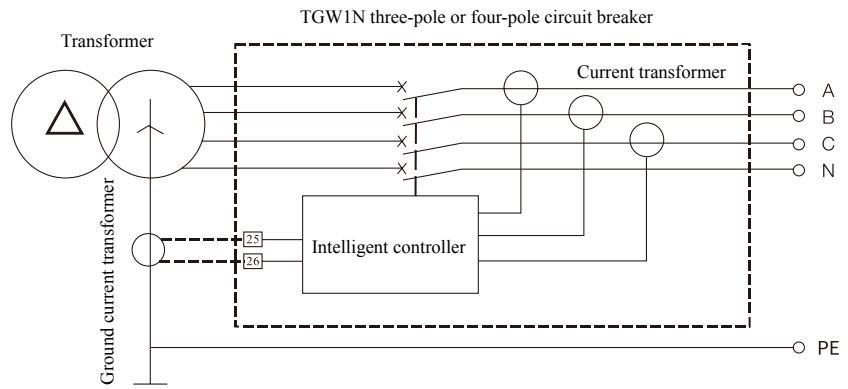 TGW1N three-pole or four-pole circuit breaker
Transformer
Current transformer
A
B
C
N
Ground current transformer
25
26
Intelligent controller
PE